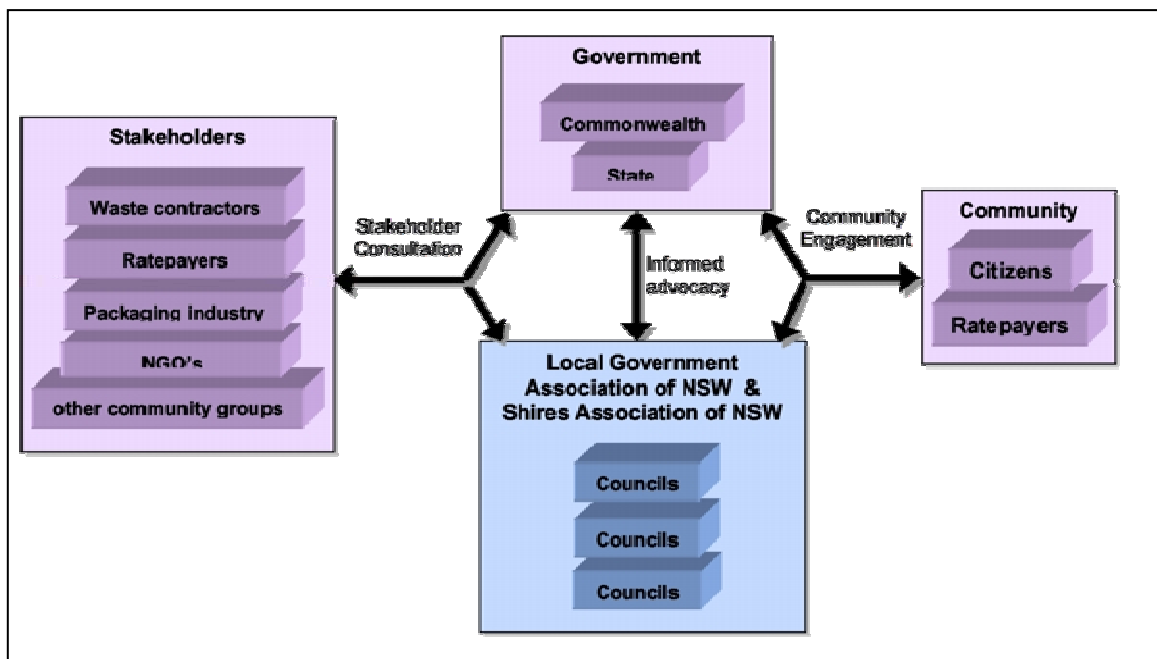 Government
Commonwealth
State
Stakeholders
Waste contractors
Ratepayers
Packaging industry
NGO's
other community groups
Stakeholder
Consultation
Informed
advocacy
Community
Engagement
Community
Citizens
Ratepayers
Local Government
Association of NSW &
Shires Association of NSW
Councils
Councils
Councils